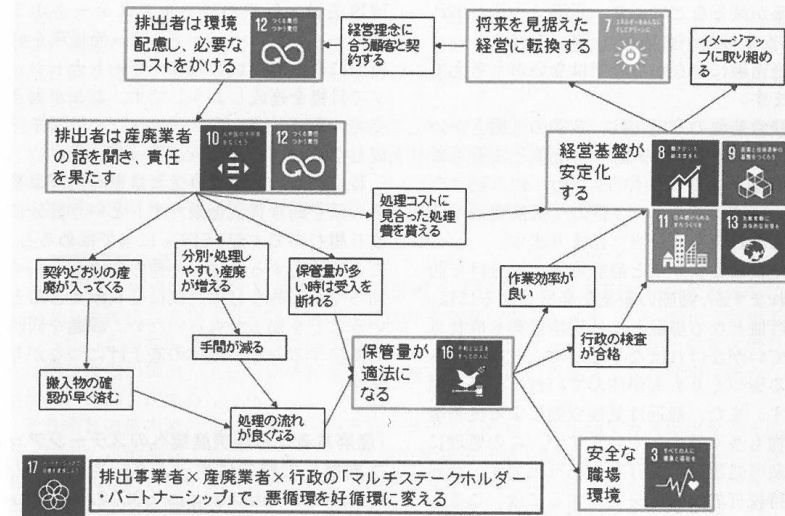 排出者は環境
配慮し、必要な
コストをかける
12 つくる責任
つかう責任
経営理念に
合う顧客と契
約する
将来を見据えた
経営に転換する
7 エネルギーをみんなに
そしてクリーンに
イメージアッ
プに取り組め
る
排出者は産廃業者
の話を聞き、責任
を果たす
10 人や国の不平等
をなくそう
12 つくる責任
つかう責任
経営基盤が
安定化
する
8 働きがいも
経済成長も
9 産業と技術革新の
基盤をつくろう
11 住み続けられる
まちづくりを
13 気候変動に
具体的な対策を
処理コストに
見合った処理
費を貰える
契約どおりの産
廃が入ってくる
分別・処理し
やすい産廃
が増える
保管量が多
い時は受入を
断れる
作業効率が
良い
手間が減る
保管量が
適法に
なる
16 平和と公正を
すべての人に
行政の検査
が合格
搬入物の確
認が早く済む
処理の流れ
が良くなる
安全な
職場
環境
3 すべての人に
健康と福祉を
17 パートナーシップで
目標を達成しよう
排出事業者×産廃業者×行政の「マルチステークホルダー
・パートナーシップ」で、悪循環を好循環に変える